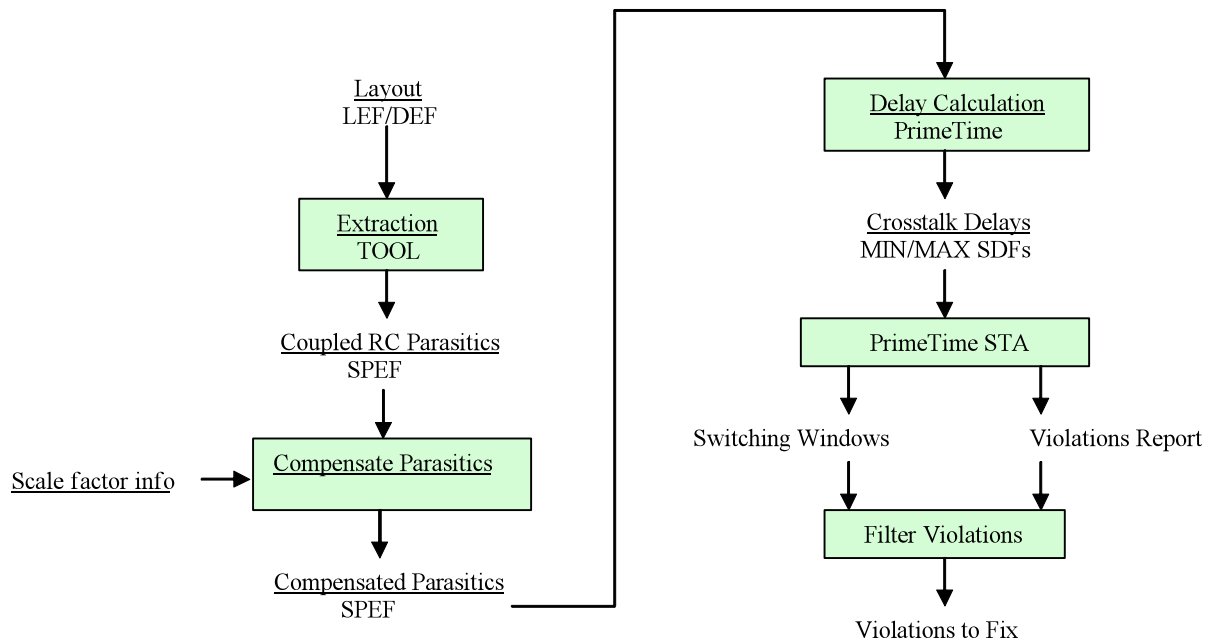 Layout
LEF/DEF
Extraction
TOOL
Coupled RC Parasitics
SPEF
Scale factor info
Compensate Parasitics
Compensated Parasitics
SPEF
Delay Calculation
PrimeTime
Crosstalk Delays
MIN/MAX SDFs
PrimeTime STA
Switching Windows
Violations Report
Filter Violations
Violations to Fix